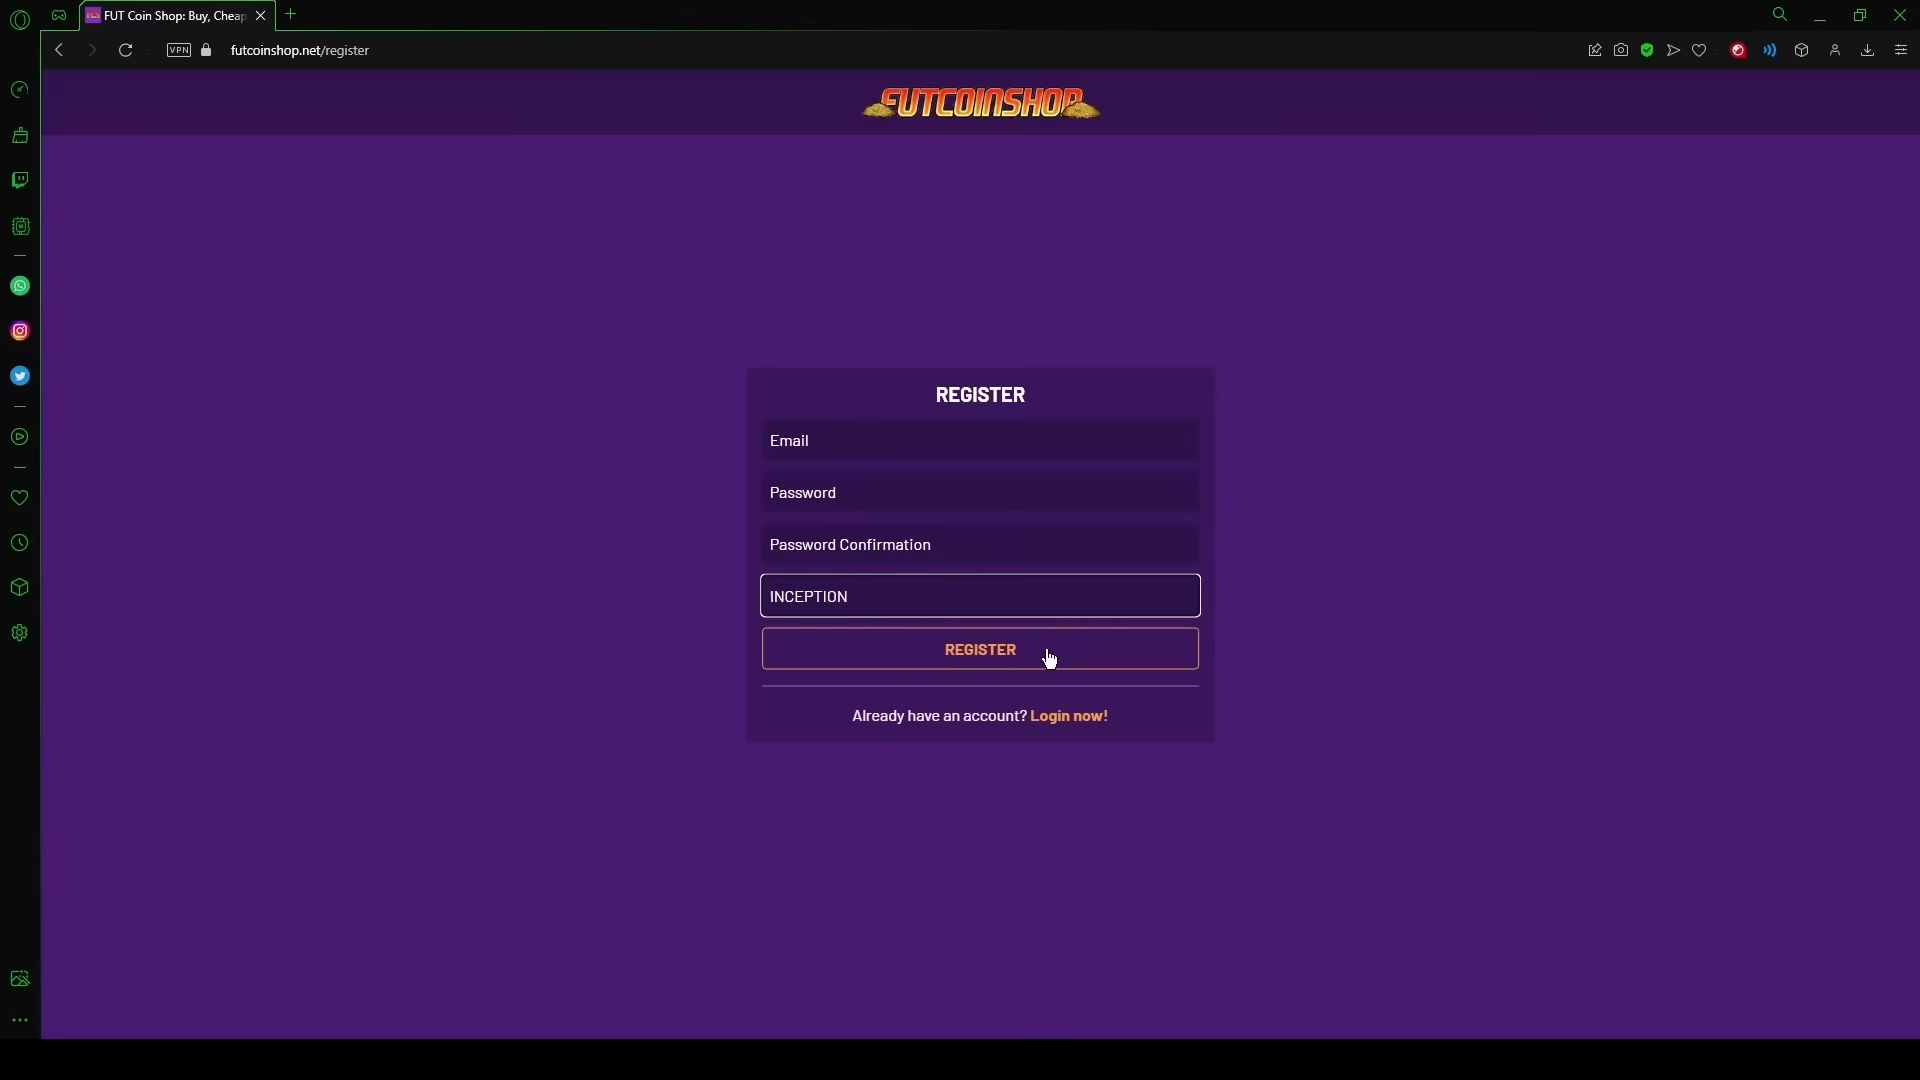 FUT Coin Shop: Buy, Cheap
VPN
futcoinshop.net/register
FUTCOINSHOP
REGISTER
Email
Password
Password Confirmation
INCEPTION
REGISTER
Already have an account? Login now!